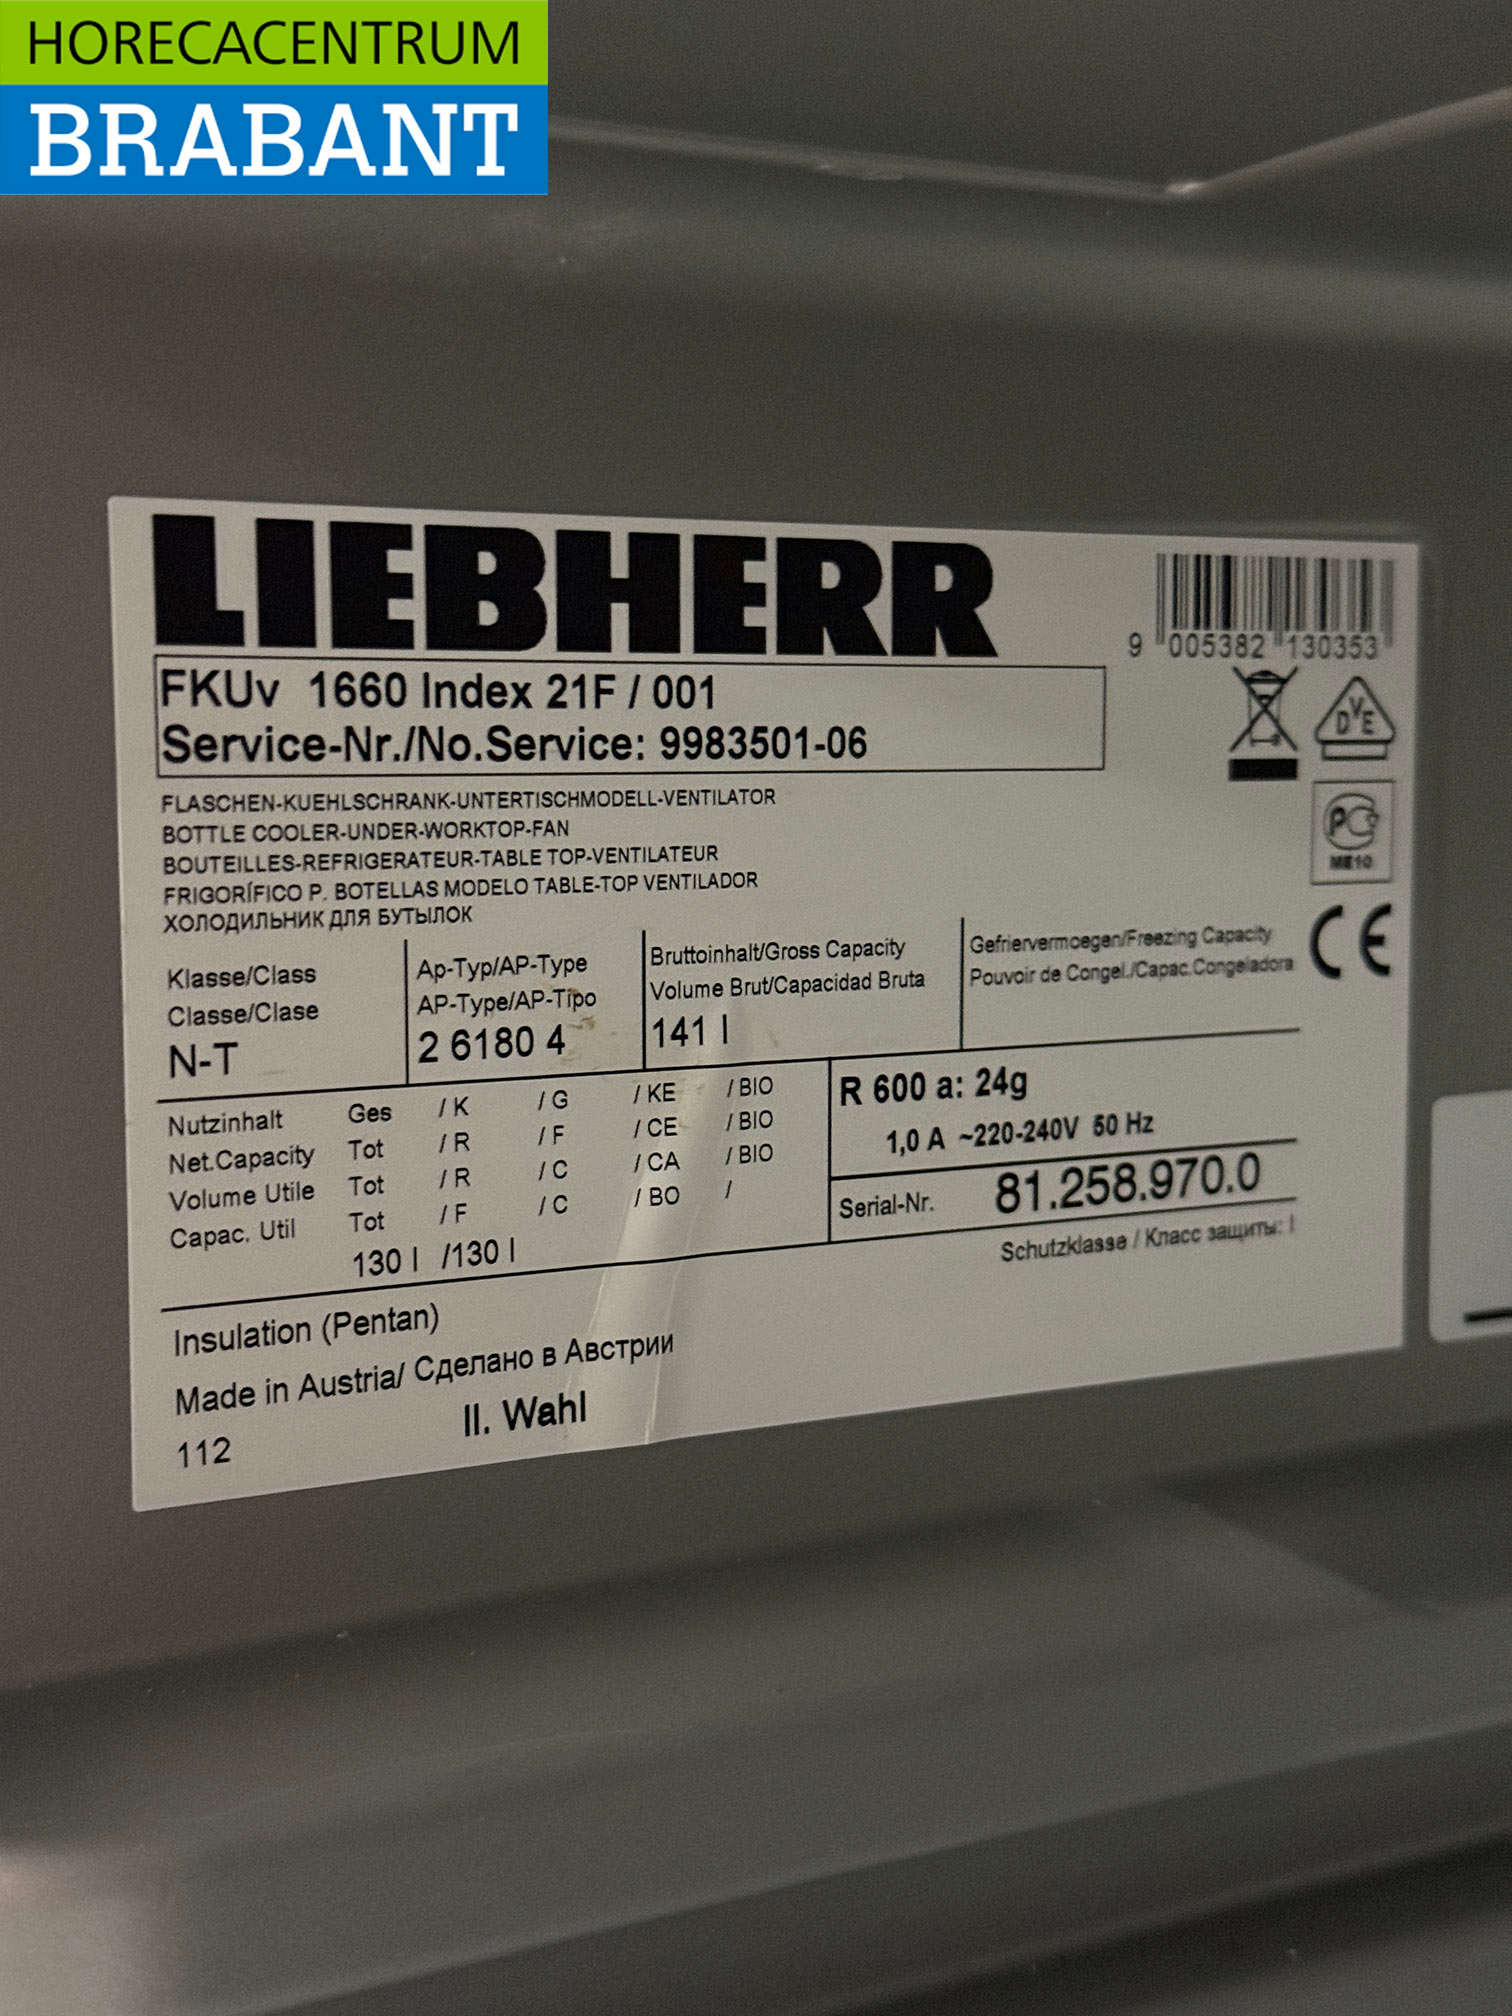 HORECACENTRUM
BRABANT
LIEBHERR
9 005382 130353
FKUv 1660 Index 21F / 001
Service-Nr./No.Service: 9983501-06
DVE
FLASCHEN-KUEHLSCHRANK-UNTERTISCHMODELL-VENTILATOR
BOTTLE COOLER-UNDER-WORKTOP-FAN
BOUTEILLES-REFRIGERATEUR-TABLE TOP-VENTILATEUR
FRIGORÍFICO P. BOTELLAS MODELO TABLE-TOP VENTILADOR
ХОЛОДИЛЬНИК ДЛЯ БУТЫЛОК
ME10
CE
Klasse/Class
Classe/Clase
N-T
Ap-Typ/AP-Type
AP-Type/AP-Tipo
2 6180 4
Bruttoinhalt/Gross Capacity
Volume Brut/Capacidad Bruta
141 l
Gefriervermoegen/Freezing Capacity
Pouvoir de Congel./Capac.Congeladora
Nutzinhalt Ges / K / G / KE / BIO
Net.Capacity Tot / R / F / CE / BIO
Volume Utile Tot / R / C / CA / BIO
Capac. Util Tot / F / C / BO /
130 l /130 l
R 600 a: 24g
1,0 A ~220-240V 50 Hz
Serial-Nr. 81.258.970.0
Schutzklasse / Класс защиты: I
Insulation (Pentan)
Made in Austria/ Сделано в Австрии
112 II. Wahl